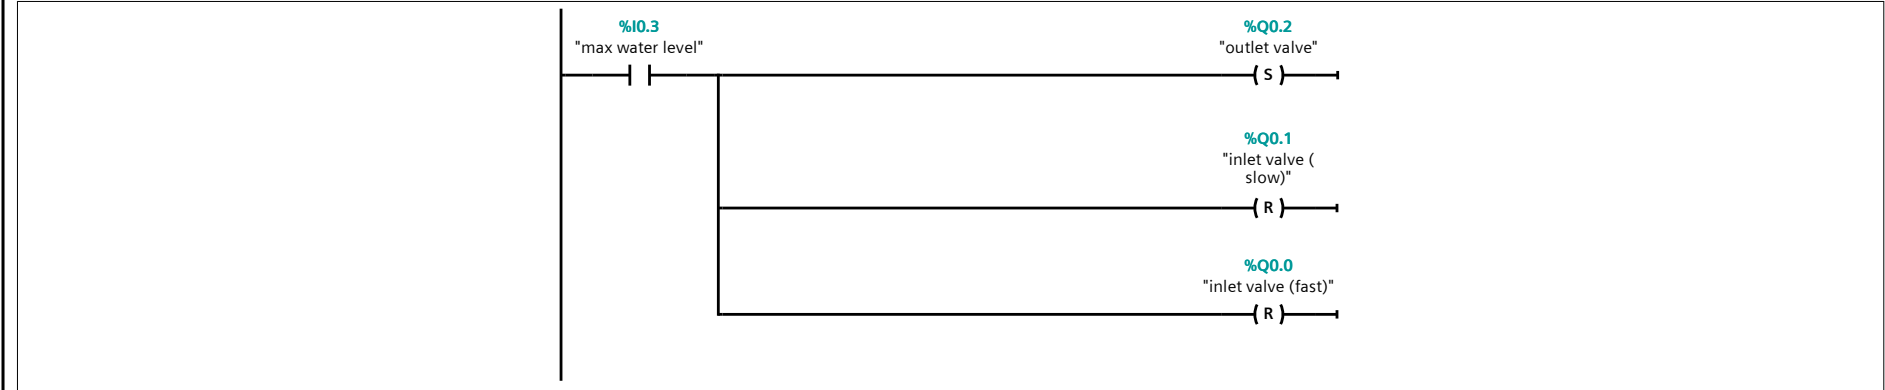 %I0.3
"max water level"
%Q0.2
"outlet valve"
S
%Q0.1
"inlet valve (
slow)"
R
%Q0.0
"inlet valve (fast)"
R